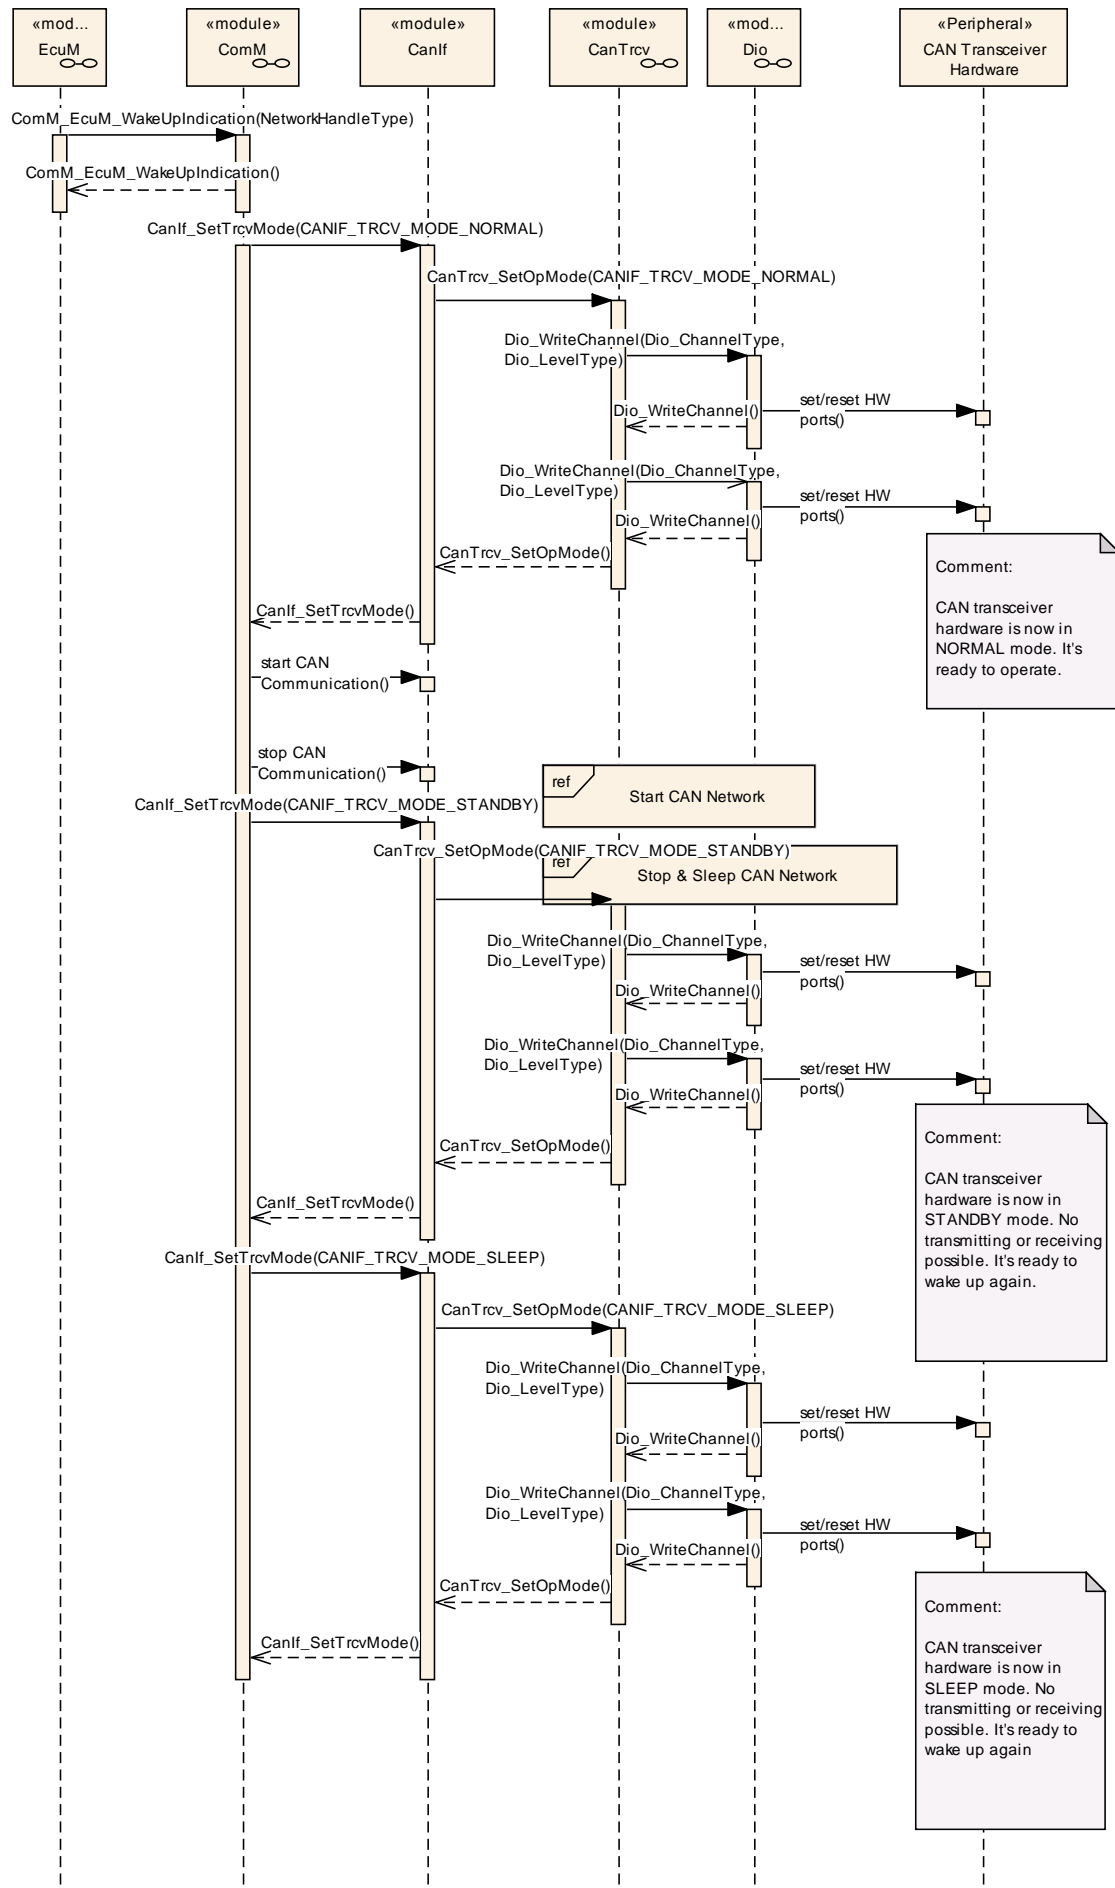 «mod...
EcuM
«module»
ComM
«module»
CanIf
«module»
CanTrcv
«mod...
Dio
«Peripheral»
CAN Transceiver
Hardware
ComM_EcuM_WakeUpIndication(NetworkHandleType)
ComM_EcuM_WakeUpIndication()
CanIf_SetTrcvMode(CANIF_TRCV_MODE_NORMAL)
CanTrcv_SetOpMode(CANIF_TRCV_MODE_NORMAL)
Dio_WriteChannel(Dio_ChannelType,
Dio_LevelType)
set/reset HW
ports()
Dio_WriteChannel()
Dio_WriteChannel(Dio_ChannelType,
Dio_LevelType)
set/reset HW
ports()
Dio_WriteChannel()
CanTrcv_SetOpMode()
Comment:
CAN transceiver
hardware is now in
NORMAL mode. It's
ready to operate.
CanIf_SetTrcvMode()
start CAN
Communication()
stop CAN
Communication()
ref
Start CAN Network
CanIf_SetTrcvMode(CANIF_TRCV_MODE_STANDBY)
CanTrcv_SetOpMode(CANIF_TRCV_MODE_STANDBY)
ref
Stop & Sleep CAN Network
Dio_WriteChannel(Dio_ChannelType,
Dio_LevelType)
set/reset HW
ports()
Dio_WriteChannel()
Dio_WriteChannel(Dio_ChannelType,
Dio_LevelType)
set/reset HW
ports()
Dio_WriteChannel()
CanTrcv_SetOpMode()
Comment:
CAN transceiver
hardware is now in
STANDBY mode. No
transmitting or receiving
possible. It's ready to
wake up again.
CanIf_SetTrcvMode()
CanIf_SetTrcvMode(CANIF_TRCV_MODE_SLEEP)
CanTrcv_SetOpMode(CANIF_TRCV_MODE_SLEEP)
Dio_WriteChannel(Dio_ChannelType,
Dio_LevelType)
set/reset HW
ports()
Dio_WriteChannel()
Dio_WriteChannel(Dio_ChannelType,
Dio_LevelType)
set/reset HW
ports()
Dio_WriteChannel()
CanTrcv_SetOpMode()
Comment:
CAN transceiver
hardware is now in
SLEEP mode. No
transmitting or receiving
possible. It's ready to
wake up again
CanIf_SetTrcvMode()